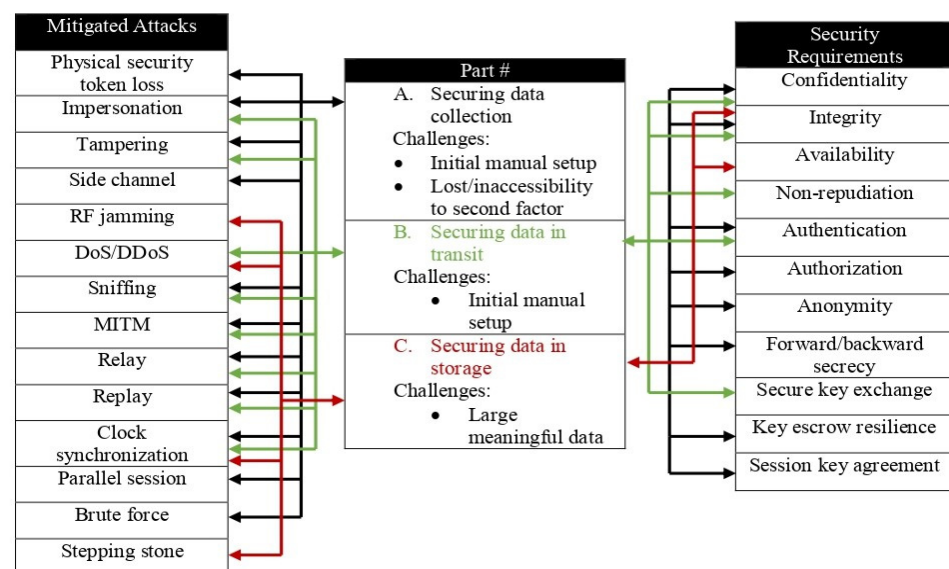 Mitigated Attacks
Physical security
token loss
Impersonation
Tampering
Side channel
RF jamming
DoS/DDoS
Sniffing
MITM
Relay
Replay
Clock
synchronization
Parallel session
Brute force
Stepping stone
Part #
A. Securing data
collection
Challenges:
• Initial manual setup
• Lost/inaccessibility
to second factor
B. Securing data in
transit
Challenges:
• Initial manual
setup
C. Securing data in
storage
Challenges:
• Large
meaningful data
Security
Requirements
Confidentiality
Integrity
Availability
Non-repudiation
Authentication
Authorization
Anonymity
Forward/backward
secrecy
Secure key exchange
Key escrow resilience
Session key agreement